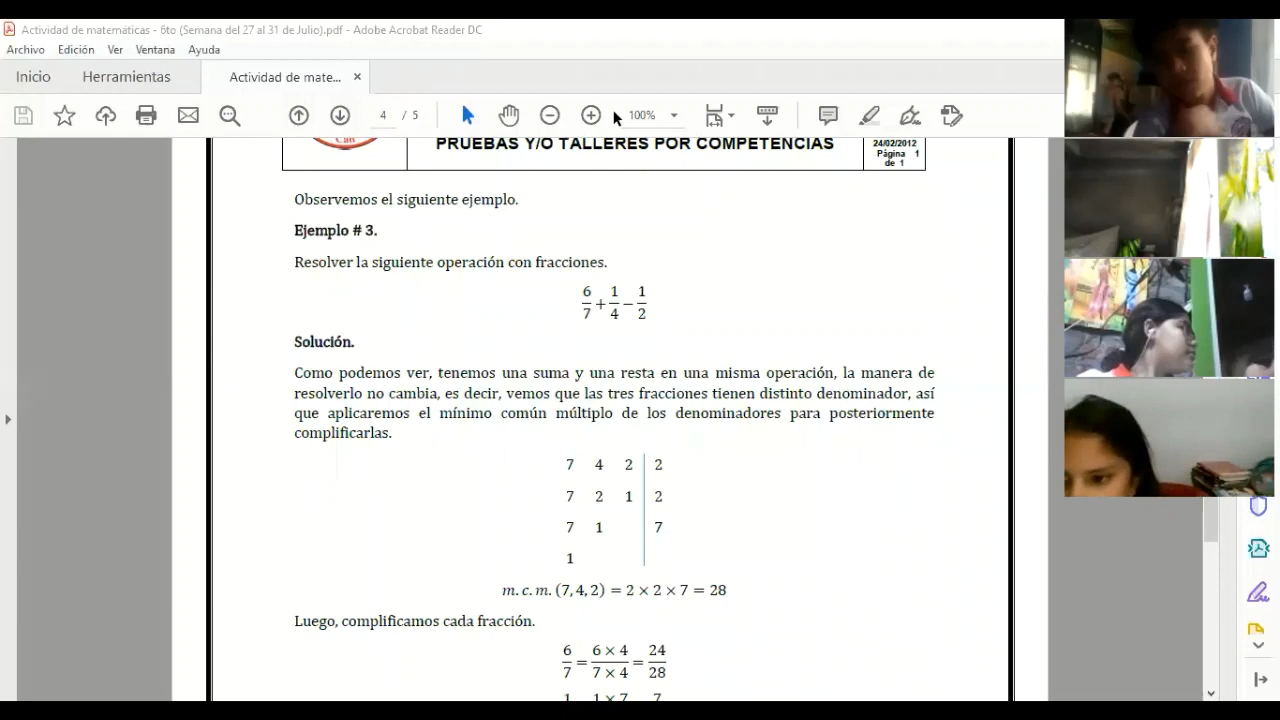 Actividad de matemáticas - 6to (Semana del 27 al 31 de Julio).pdf - Adobe Acrobat Reader DC
Archivo Edición Ver Ventana Ayuda
Inicio Herramientas Actividad de mate... ×
4 / 5 100%
PRUEBAS Y/O TALLERES POR COMPETENCIAS
24/02/2012
Página 1
de 1
Observemos el siguiente ejemplo.
Ejemplo # 3.
Resolver la siguiente operación con fracciones.
6/7 + 1/4 − 1/2
Solución.
Como podemos ver, tenemos una suma y una resta en una misma operación, la manera de
resolverlo no cambia, es decir, vemos que las tres fracciones tienen distinto denominador, así
que aplicaremos el mínimo común múltiplo de los denominadores para posteriormente
complificarlas.
7 4 2 | 2
7 2 1 | 2
7 1 | 7
1
m. c. m. (7, 4, 2) = 2 × 2 × 7 = 28
Luego, complificamos cada fracción.
6/7 = 6 × 4/7 × 4 = 24/28
1 1 × 7 7